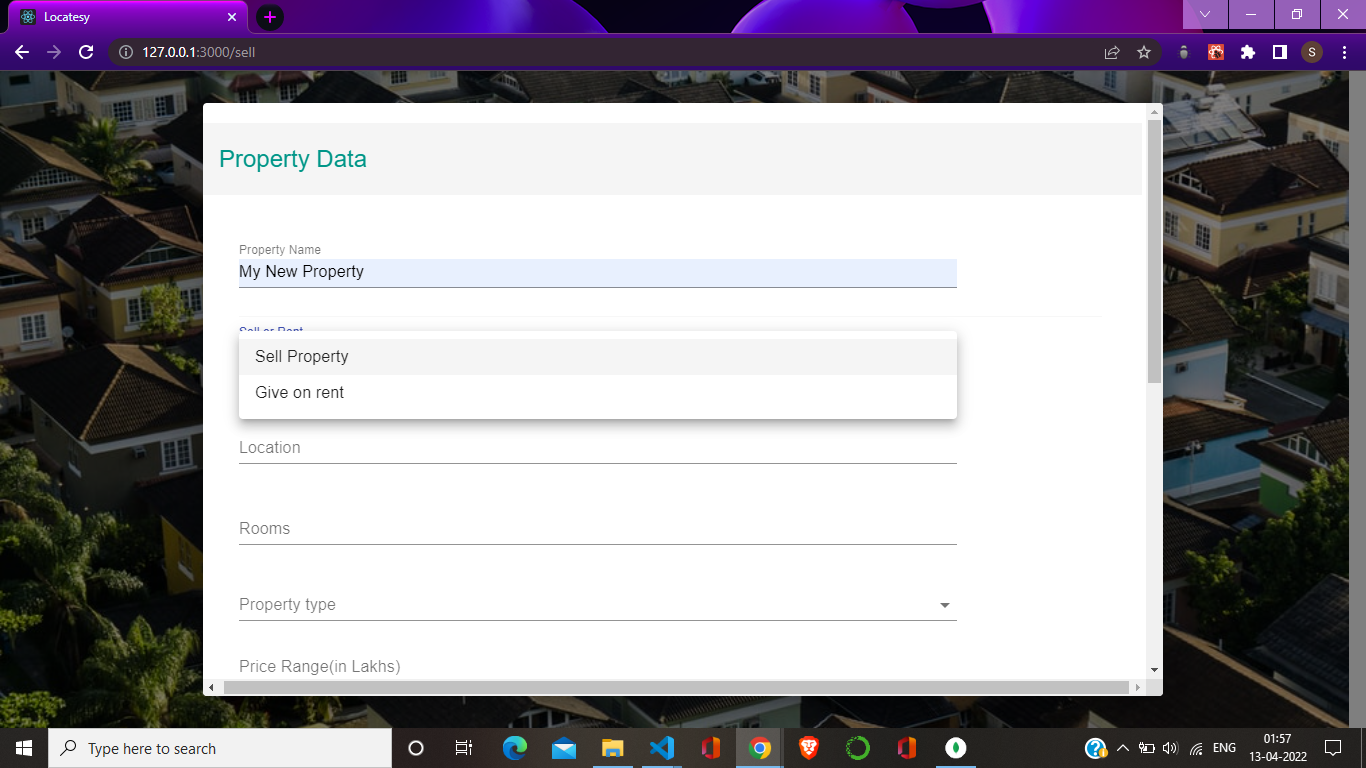 Locatesy
127.0.0.1:3000/sell
S
Property Data
Property Name
My New Property
Sell or Rent
Sell Property
Give on rent
Location
Rooms
Property type
Price Range(in Lakhs)
Type here to search
ENG
01:57
13-04-2022